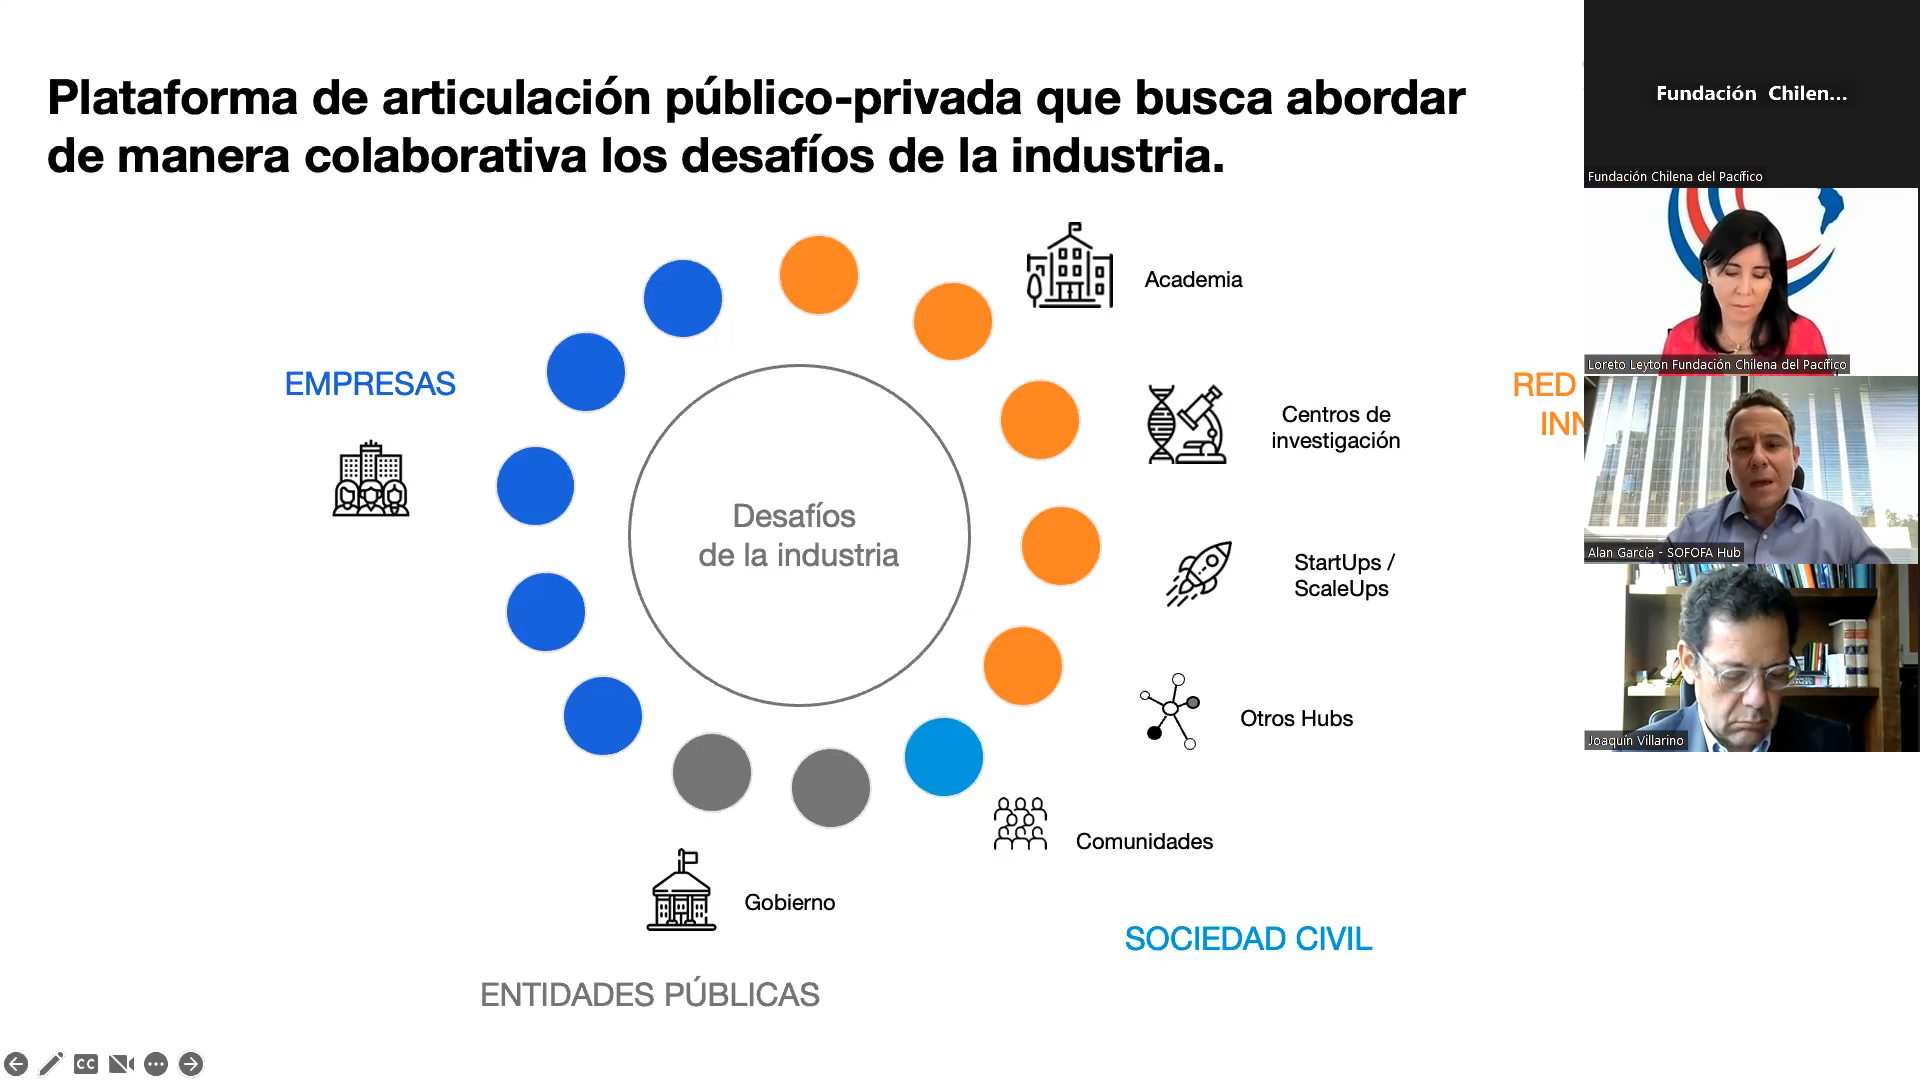 Plataforma de articulación público-privada que busca abordar
de manera colaborativa los desafíos de la industria.
Fundación Chilen...
Fundación Chilena del Pacífico
Academia
Loreto Leyton Fundación Chilena del Pacífico
EMPRESAS
RED
INN
Centros de
investigación
Desafíos
de la industria
Alan García - SOFOFA Hub
StartUps /
ScaleUps
Otros Hubs
Joaquín Villarino
Comunidades
Gobierno
SOCIEDAD CIVIL
ENTIDADES PÚBLICAS
CC